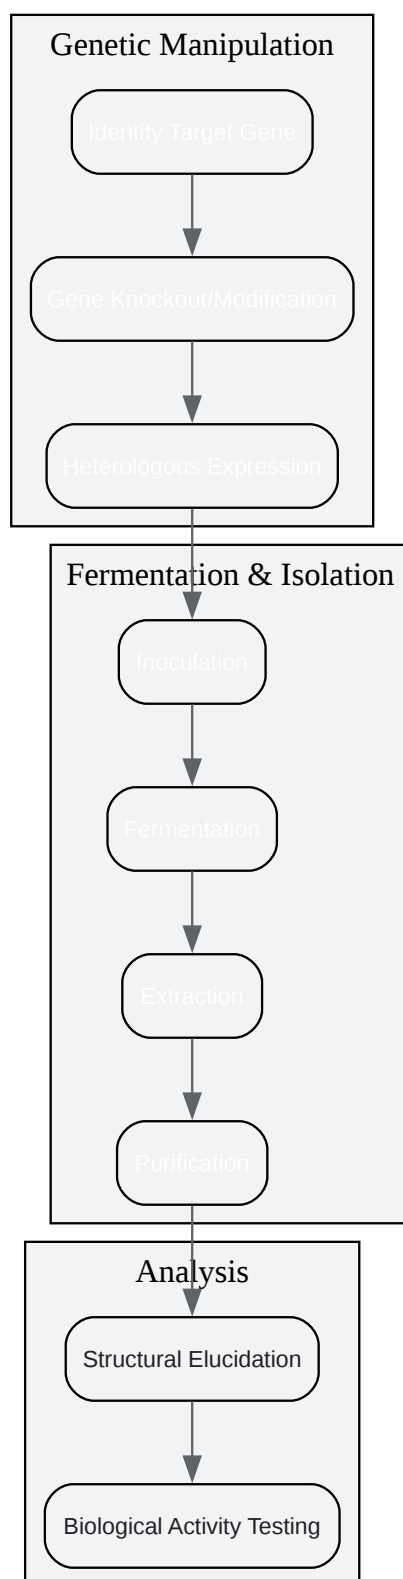 Genetic Manipulation
Identify Target Gene
Gene Knockout/Modification
Heterologous Expression
Fermentation & Isolation
Inoculation
Fermentation
Extraction
Purification
Analysis
Structural Elucidation
Biological Activity Testing